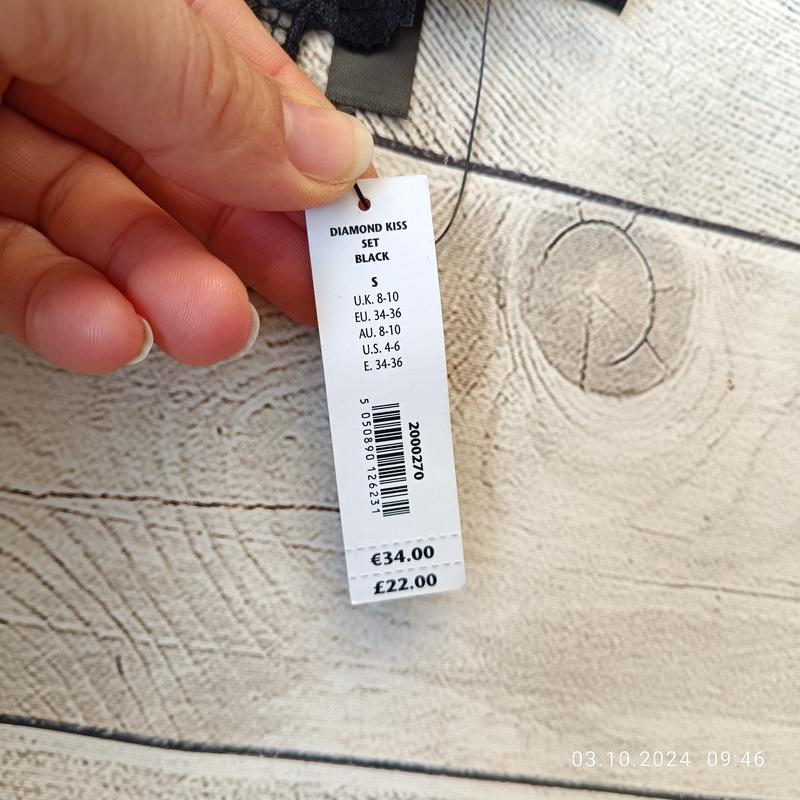 DIAMOND KISS
SET
BLACK
S
U.K. 8-10
EU. 34-36
AU. 8-10
U.S. 4-6
E. 34-36
5 050890 126231
2000270
€34.00
£22.00
03.10.2024 09:46